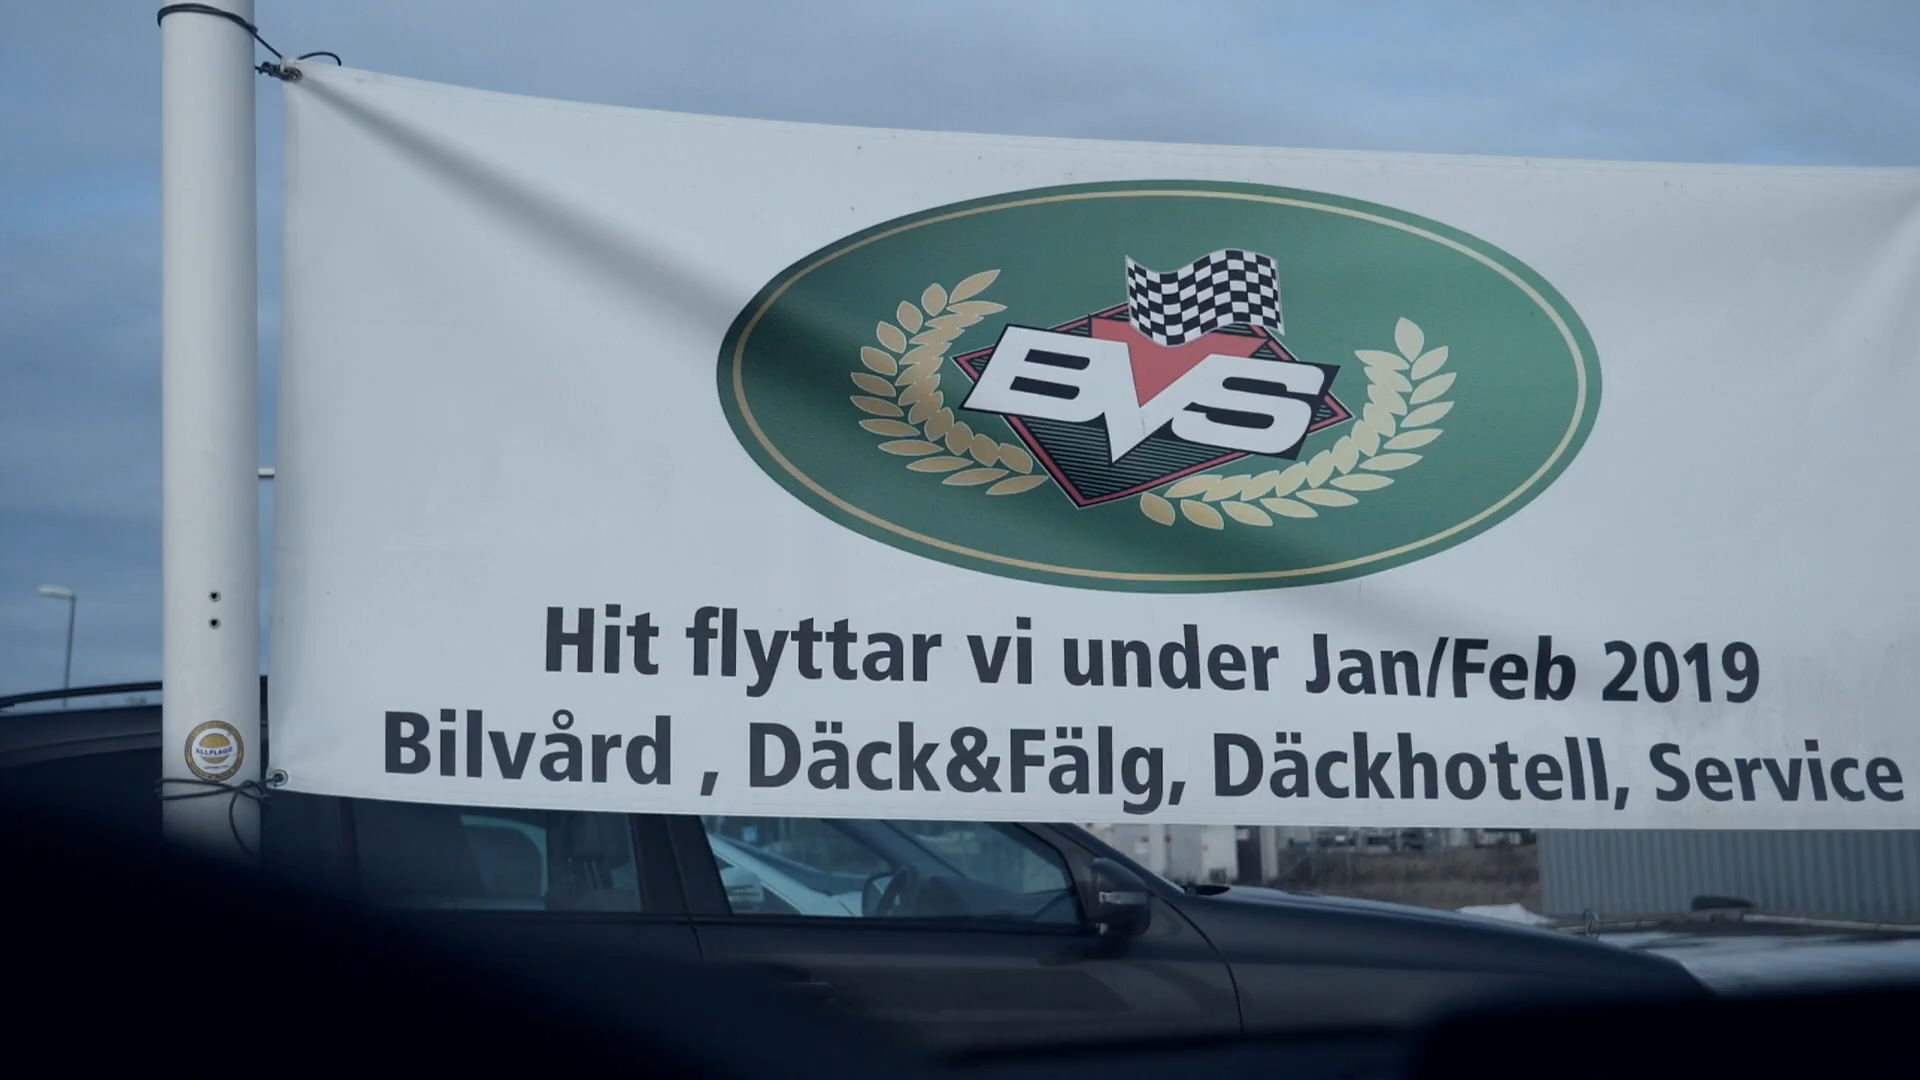 BVS
Hit flyttar vi under Jan/Feb 2019
Bilvård , Däck&Fälg, Däckhotell, Service